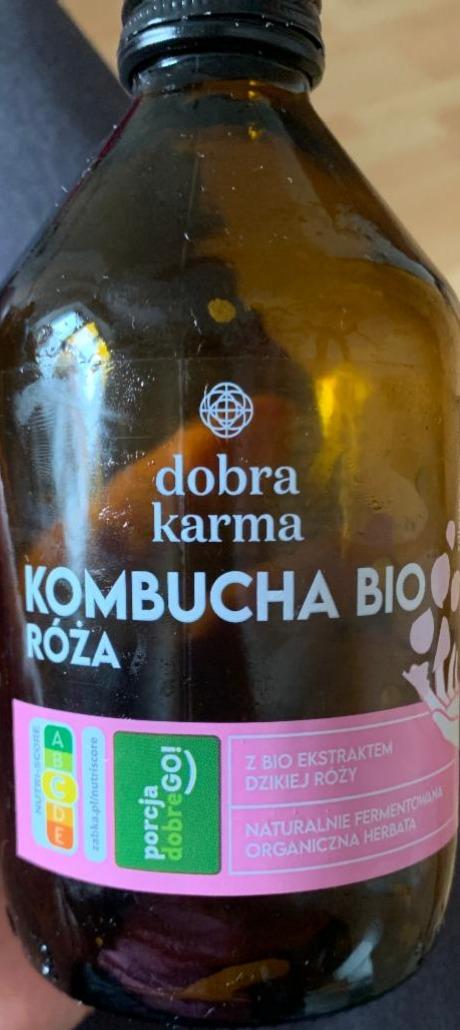 dobra
karma
KOMBUCHA BIO
RÓŻA
NUTRI-SCORE
A
B
C
D
E
zabka.pl/nutriscore
porcja
dobreGO!
Z BIO EKSTRAKTEM
DZIKIEJ RÓŻY
NATURALNIE FERMENTOWANA
ORGANICZNA HERBATA